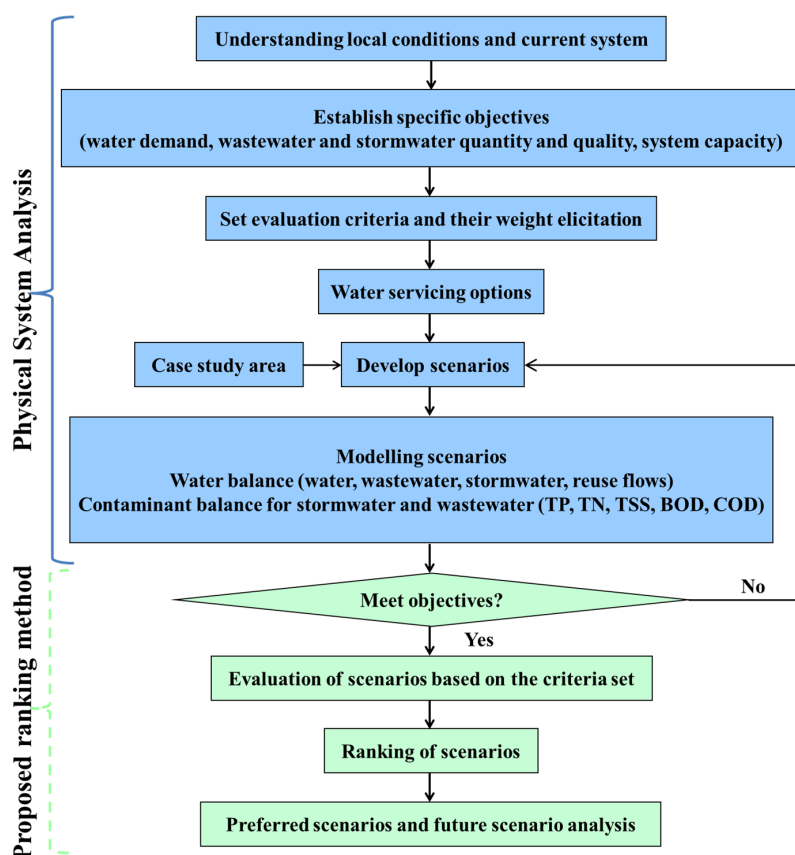 Understanding local conditions and current system
Establish specific objectives
(water demand, wastewater and stormwater quantity and quality, system capacity)
Set evaluation criteria and their weight elicitation
Water servicing options
Case study area
Develop scenarios
Modelling scenarios
Water balance (water, wastewater, stormwater, reuse flows)
Contaminant balance for stormwater and wastewater (TP, TN, TSS, BOD, COD)
Physical System Analysis
Meet objectives?
No
Yes
Evaluation of scenarios based on the criteria set
Ranking of scenarios
Preferred scenarios and future scenario analysis
Proposed ranking method